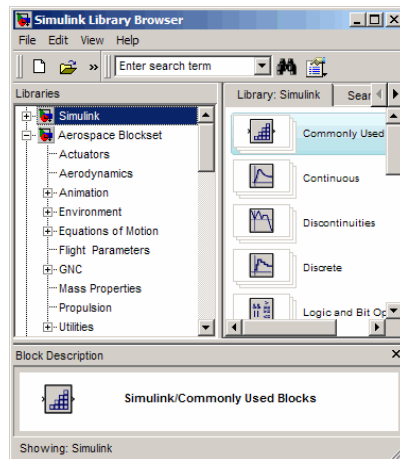 Simulink Library Browser
File Edit View Help
» Enter search term
Libraries
Library: Simulink Sear
Simulink
Aerospace Blockset
Actuators
Aerodynamics
Animation
Environment
Equations of Motion
Flight Parameters
GNC
Mass Properties
Propulsion
Utilities
Commonly Used
Continuous
Discontinuities
Discrete
Logic and Bit Op
Block Description
Simulink/Commonly Used Blocks
Showing: Simulink